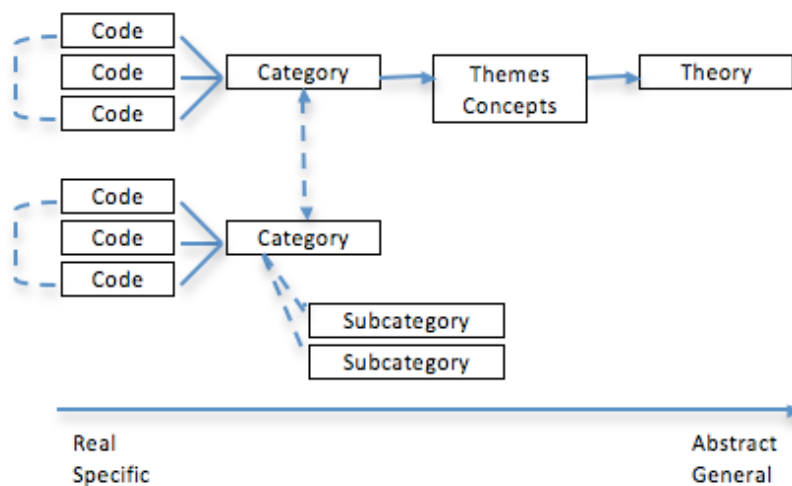 Code
Code
Code
Category
Themes
Concepts
Theory
Code
Code
Code
Category
Subcategory
Subcategory
Real
Specific
Abstract
General